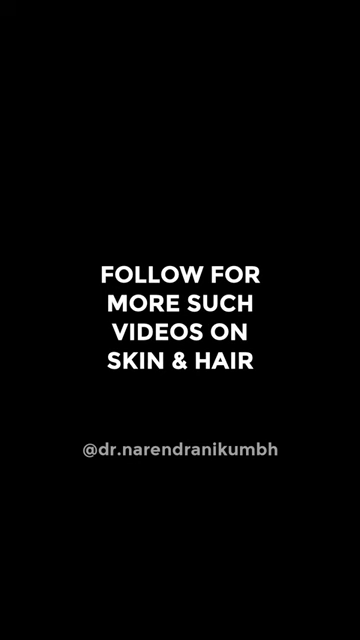 FOLLOW FOR
MORE SUCH
VIDEOS ON
SKIN & HAIR
@dr.narendranikumbh